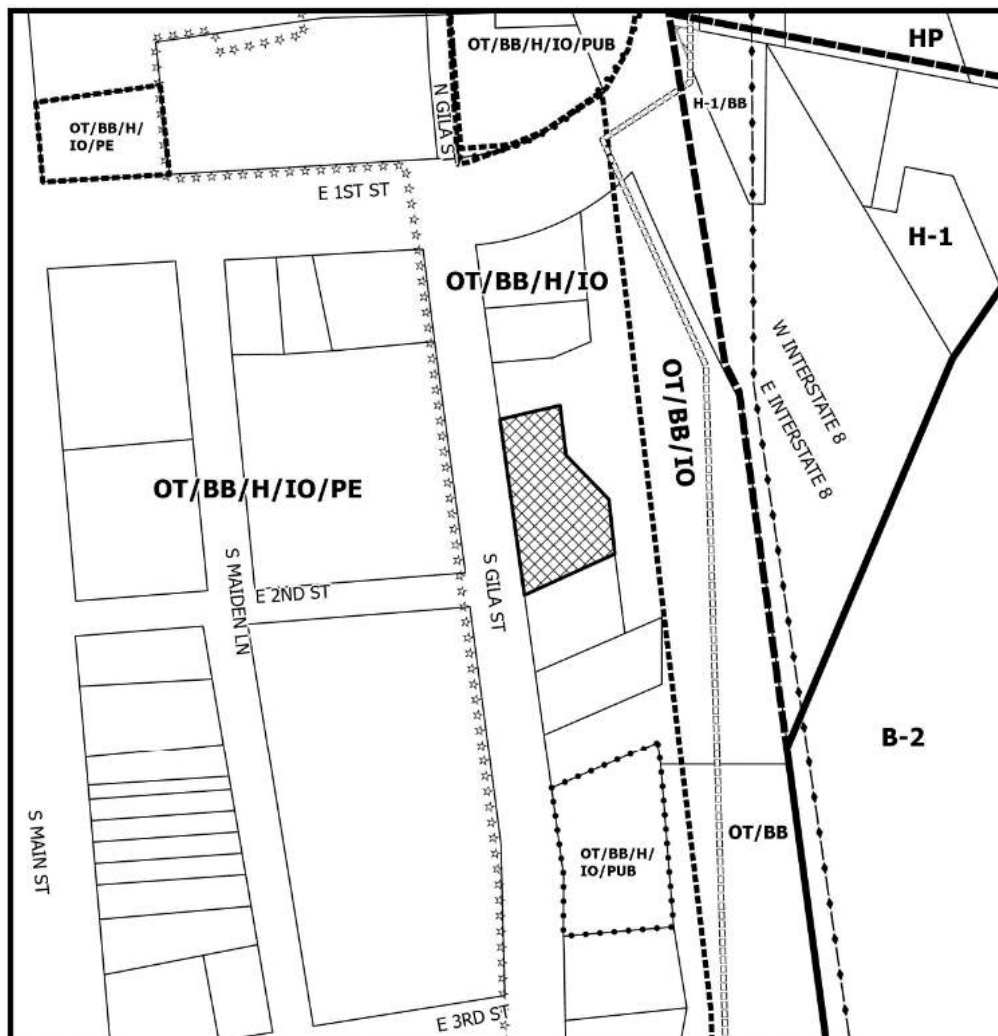 HP
OT/BB/H/IO/PUB
H-1/BB
N GILA ST
OT/BB/H/
IO/PE
E 1ST ST
H-1
OT/BB/H/IO
W INTERSTATE 8
E INTERSTATE 8
OT/BB/IO
OT/BB/H/IO/PE
S MAIDEN LN
E 2ND ST
S GILA ST
B-2
OT/BB
S MAIN ST
OT/BB/H/
IO/PUB
E 3RD ST